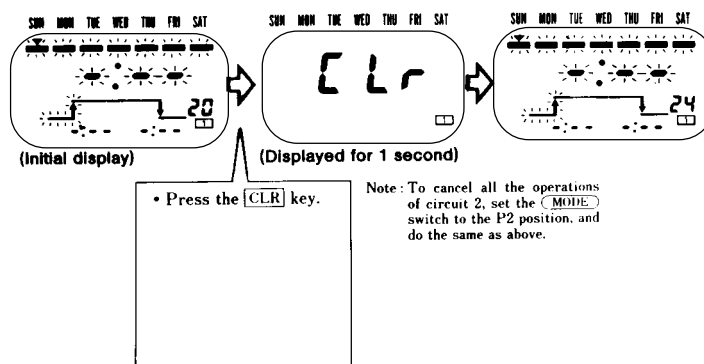 SUN MON TUE WED THU FRI SAT
SUN MON TUE WED THU FRI SAT
SUN MON TUE WED THU FRI SAT
CLr
20
1
1
24
1
(Initial display)
(Displayed for 1 second)
• Press the CLR key.
Note : To cancel all the operations
of circuit 2, set the MODE
switch to the P2 position, and
do the same as above.